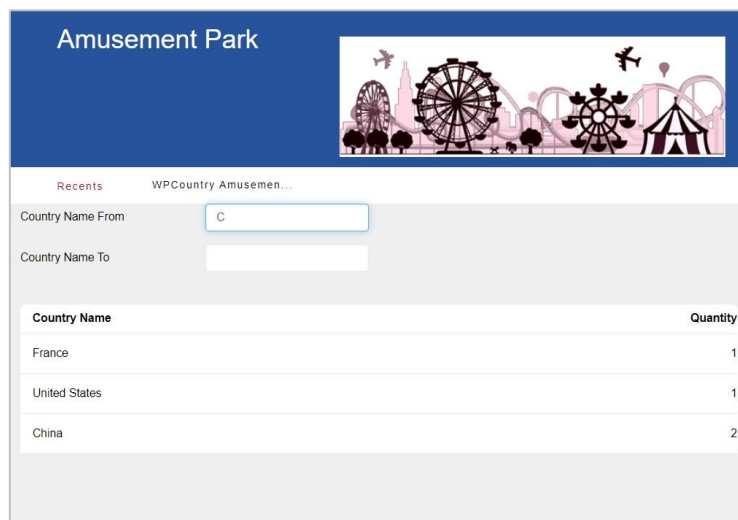 Amusement Park
Recents WPCountry Amusemen...
Country Name From C
Country Name To
Country Name Quantity
France 1
United States 1
China 2